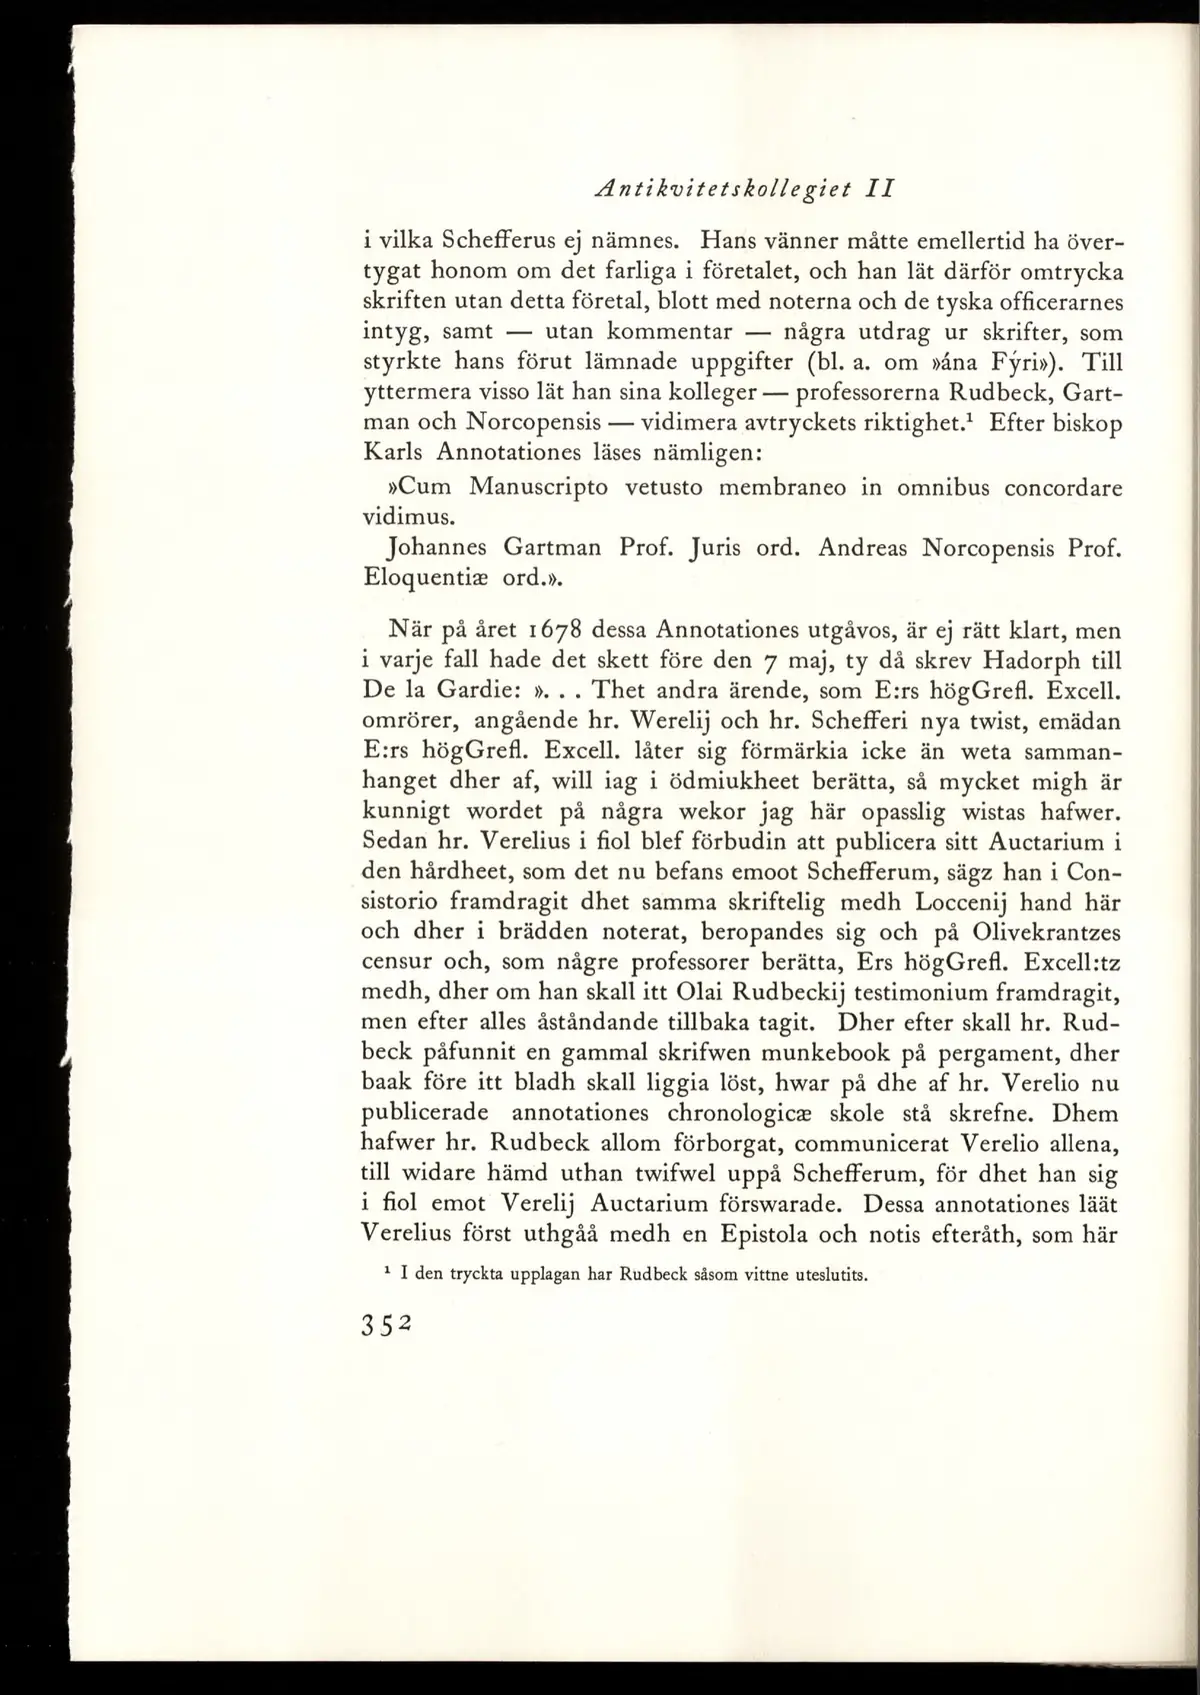 Antikvitetskollegiet II
i vilka Schefferus ej nämnes. Hans vänner måtte emellertid ha över-
tygat honom om det farliga i företalet, och han lät därför omtrycka
skriften utan detta företal, blott med noterna och de tyska officerarnes
intyg, samt — utan kommentar — några utdrag ur skrifter, som
styrkte hans förut lämnade uppgifter (bl. a. om »ána Fýri»). Till
yttermera visso lät han sina kolleger — professorerna Rudbeck, Gart-
man och Norcopensis — vidimera avtryckets riktighet.¹ Efter biskop
Karls Annotationes läses nämligen:
»Cum Manuscripto vetusto membraneo in omnibus concordare
vidimus.
Johannes Gartman Prof. Juris ord. Andreas Norcopensis Prof.
Eloquentiæ ord.».
När på året 1678 dessa Annotationes utgåvos, är ej rätt klart, men
i varje fall hade det skett före den 7 maj, ty då skrev Hadorph till
De la Gardie: ». . . Thet andra ärende, som E:rs högGrefl. Excell.
omrörer, angående hr. Werelij och hr. Schefferi nya twist, emädan
E:rs högGrefl. Excell. låter sig förmärkia icke än weta samman-
hanget dher af, will iag i ödmiukheet berätta, så mycket migh är
kunnigt wordet på några wekor jag här opasslig wistas hafwer.
Sedan hr. Verelius i fiol blef förbudin att publicera sitt Auctarium i
den hårdheet, som det nu befans emoot Schefferum, sägz han i Con-
sistorio framdragit dhet samma skriftelig medh Loccenij hand här
och dher i brädden noterat, beropandes sig och på Olivekrantzes
censur och, som någre professorer berätta, Ers högGrefl. Excell:tz
medh, dher om han skall itt Olai Rudbeckij testimonium framdragit,
men efter alles åståndande tillbaka tagit. Dher efter skall hr. Rud-
beck påfunnit en gammal skrifwen munkebook på pergament, dher
baak före itt bladh skall liggia löst, hwar på dhe af hr. Verelio nu
publicerade annotationes chronologicæ skole stå skrefne. Dhem
hafwer hr. Rudbeck allom förborgat, communicerat Verelio allena,
till widare hämd uthan twifwel uppå Schefferum, för dhet han sig
i fiol emot Verelij Auctarium förswarade. Dessa annotationes läät
Verelius först uthgåå medh en Epistola och notis efteråth, som här
¹ I den tryckta upplagan har Rudbeck såsom vittne uteslutits.
352